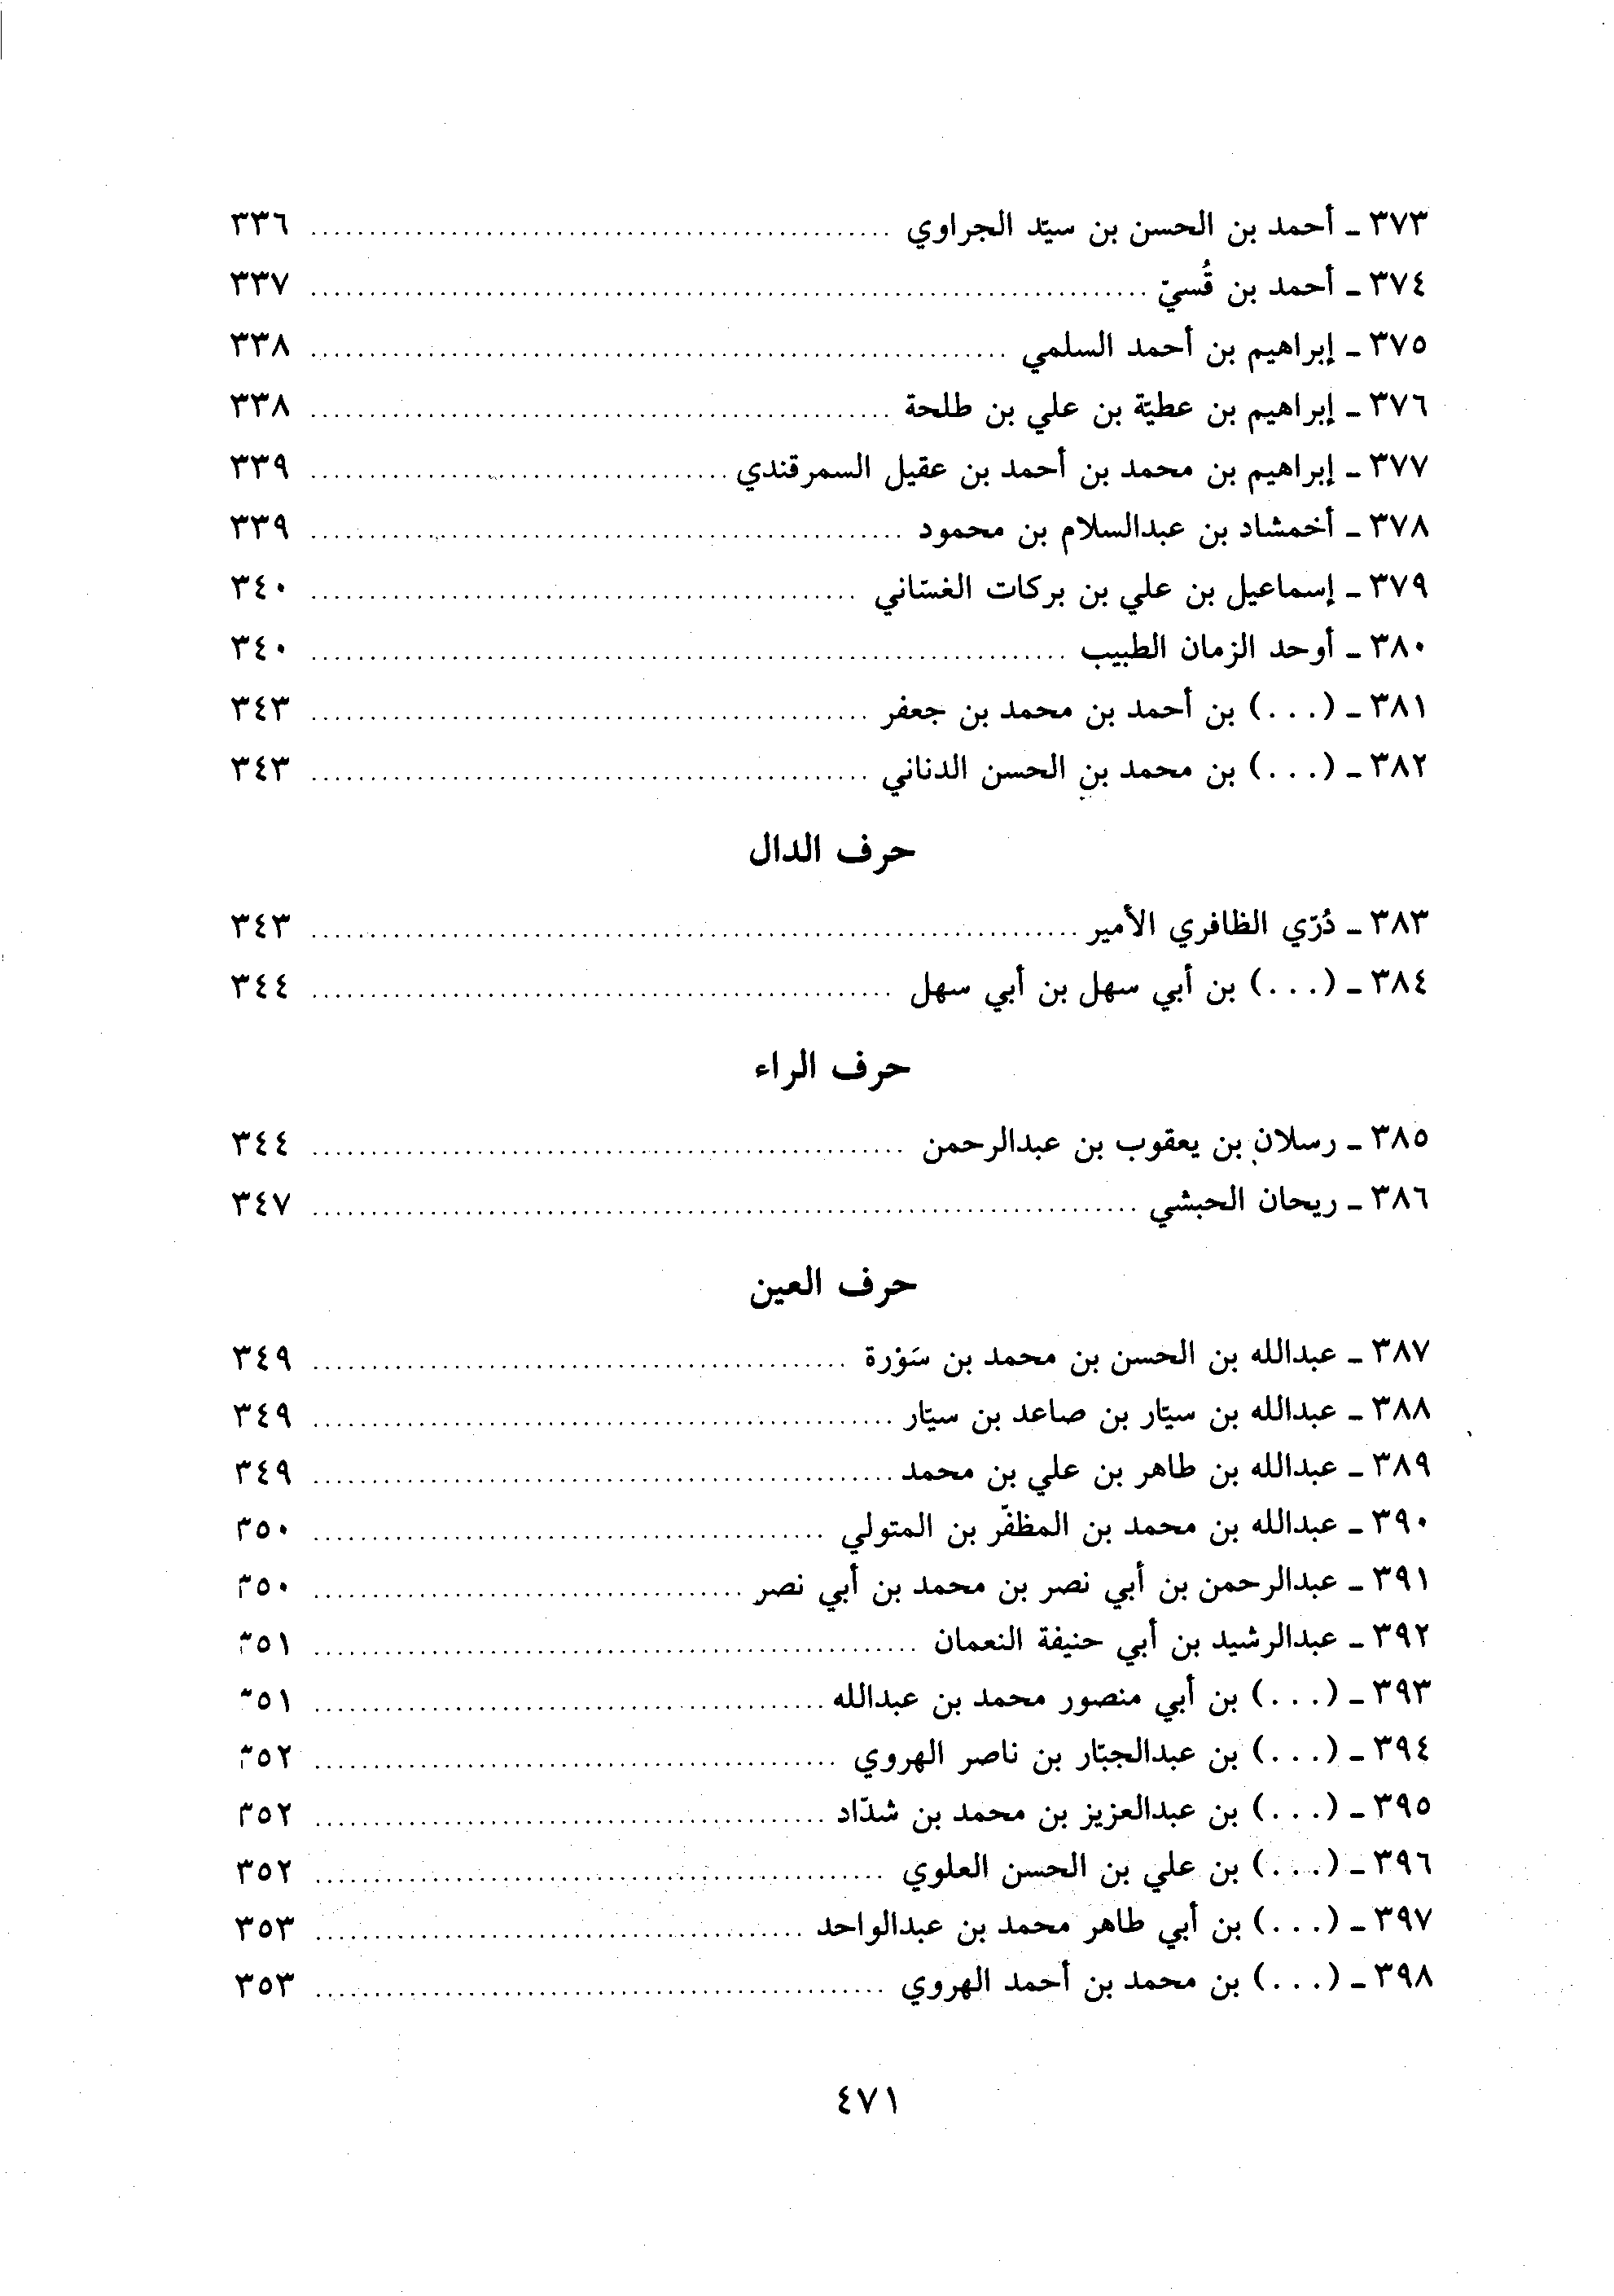 ٣٧٣ ـ أحمد بن الحسن بن سيّد الجراوي ................................ ٣٣٦
٣٧٤ ـ أحمد بن قُسيّ ................................ ٣٣٧
٣٧٥ ـ إبراهيم بن أحمد السلمي ................................ ٣٣٨
٣٧٦ ـ إبراهيم بن عطيّة بن علي بن طلحة ................................ ٣٣٨
٣٧٧ ـ إبراهيم بن محمد بن أحمد بن عقيل السمرقندي ................................ ٣٣٩
٣٧٨ ـ أخمشاد بن عبدالسلام بن محمود ................................ ٣٣٩
٣٧٩ ـ إسماعيل بن علي بن بركات الغسّاني ................................ ٣٤٠
٣٨٠ ـ أوحد الزمان الطبيب ................................ ٣٤٠
٣٨١ ـ (...) بن أحمد بن محمد بن جعفر ................................ ٣٤٣
٣٨٢ ـ (...) بن محمد بن الحسن الدناني ................................ ٣٤٣
حرف الدال
٣٨٣ ـ دُرّي الظافري الأمير ................................ ٣٤٣
٣٨٤ ـ (...) بن أبي سهل بن أبي سهل ................................ ٣٤٤
حرف الراء
٣٨٥ ـ رسلان بن يعقوب بن عبدالرحمن ................................ ٣٤٤
٣٨٦ ـ ريحان الحبشي ................................ ٣٤٧
حرف العين
٣٨٧ ـ عبدالله بن الحسن بن محمد بن سَوْرة ................................ ٣٤٩
٣٨٨ ـ عبدالله بن سيّار بن صاعد بن سيّار ................................ ٣٤٩
٣٨٩ ـ عبدالله بن طاهر بن علي بن محمد ................................ ٣٤٩
٣٩٠ ـ عبدالله بن محمد بن المظفّر بن المتولي ................................ ٣٥٠
٣٩١ ـ عبدالرحمن بن أبي نصر بن محمد بن أبي نصر ................................ ٣٥٠
٣٩٢ ـ عبدالرشيد بن أبي حنيفة النعمان ................................ ٣٥١
٣٩٣ ـ (...) بن أبي منصور محمد بن عبدالله ................................ ٣٥١
٣٩٤ ـ (...) بن عبدالجبّار بن ناصر الهروي ................................ ٣٥٢
٣٩٥ ـ (...) بن عبدالعزيز بن محمد بن شدّاد ................................ ٣٥٢
٣٩٦ ـ (...) بن علي بن الحسن العلوي ................................ ٣٥٢
٣٩٧ ـ (...) بن أبي طاهر محمد بن عبدالواحد ................................ ٣٥٣
٣٩٨ ـ (...) بن محمد بن أحمد الهروي ................................ ٣٥٣
٤٧١